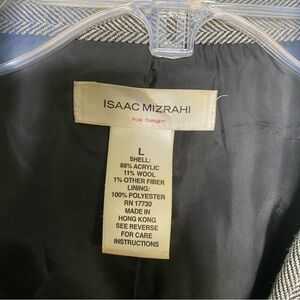 ISAAC MIZRAHI
FOR TARGET
L
SHELL:
88% ACRYLIC
11% WOOL
1% OTHER FIBER
LINING:
100% POLYESTER
RN 17730
MADE IN
HONG KONG
SEE REVERSE
FOR CARE
INSTRUCTIONS